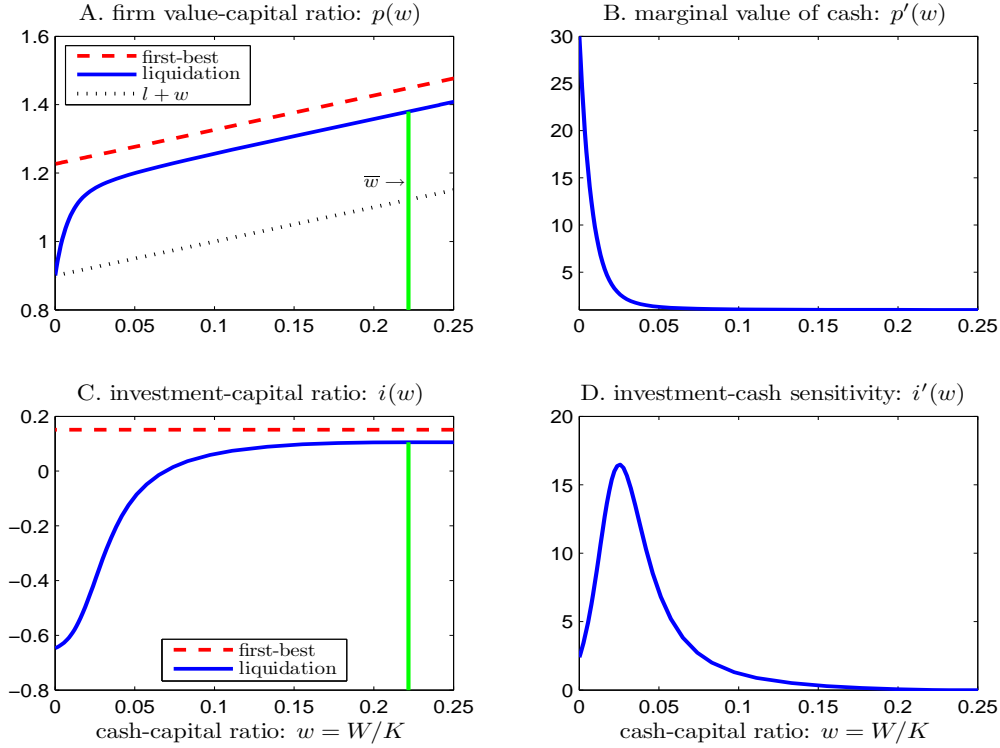 A. firm value-capital ratio: p(w)
1.6
1.4
1.2
1
0.8
first-best
liquidation
l + w
w̅ →
0 0.05 0.1 0.15 0.2 0.25
B. marginal value of cash: p′(w)
30
25
20
15
10
5
0 0.05 0.1 0.15 0.2 0.25
C. investment-capital ratio: i(w)
0.2
0
−0.2
−0.4
−0.6
−0.8
first-best
liquidation
0 0.05 0.1 0.15 0.2 0.25
cash-capital ratio: w = W/K
D. investment-cash sensitivity: i′(w)
20
15
10
5
0
0 0.05 0.1 0.15 0.2 0.25
cash-capital ratio: w = W/K